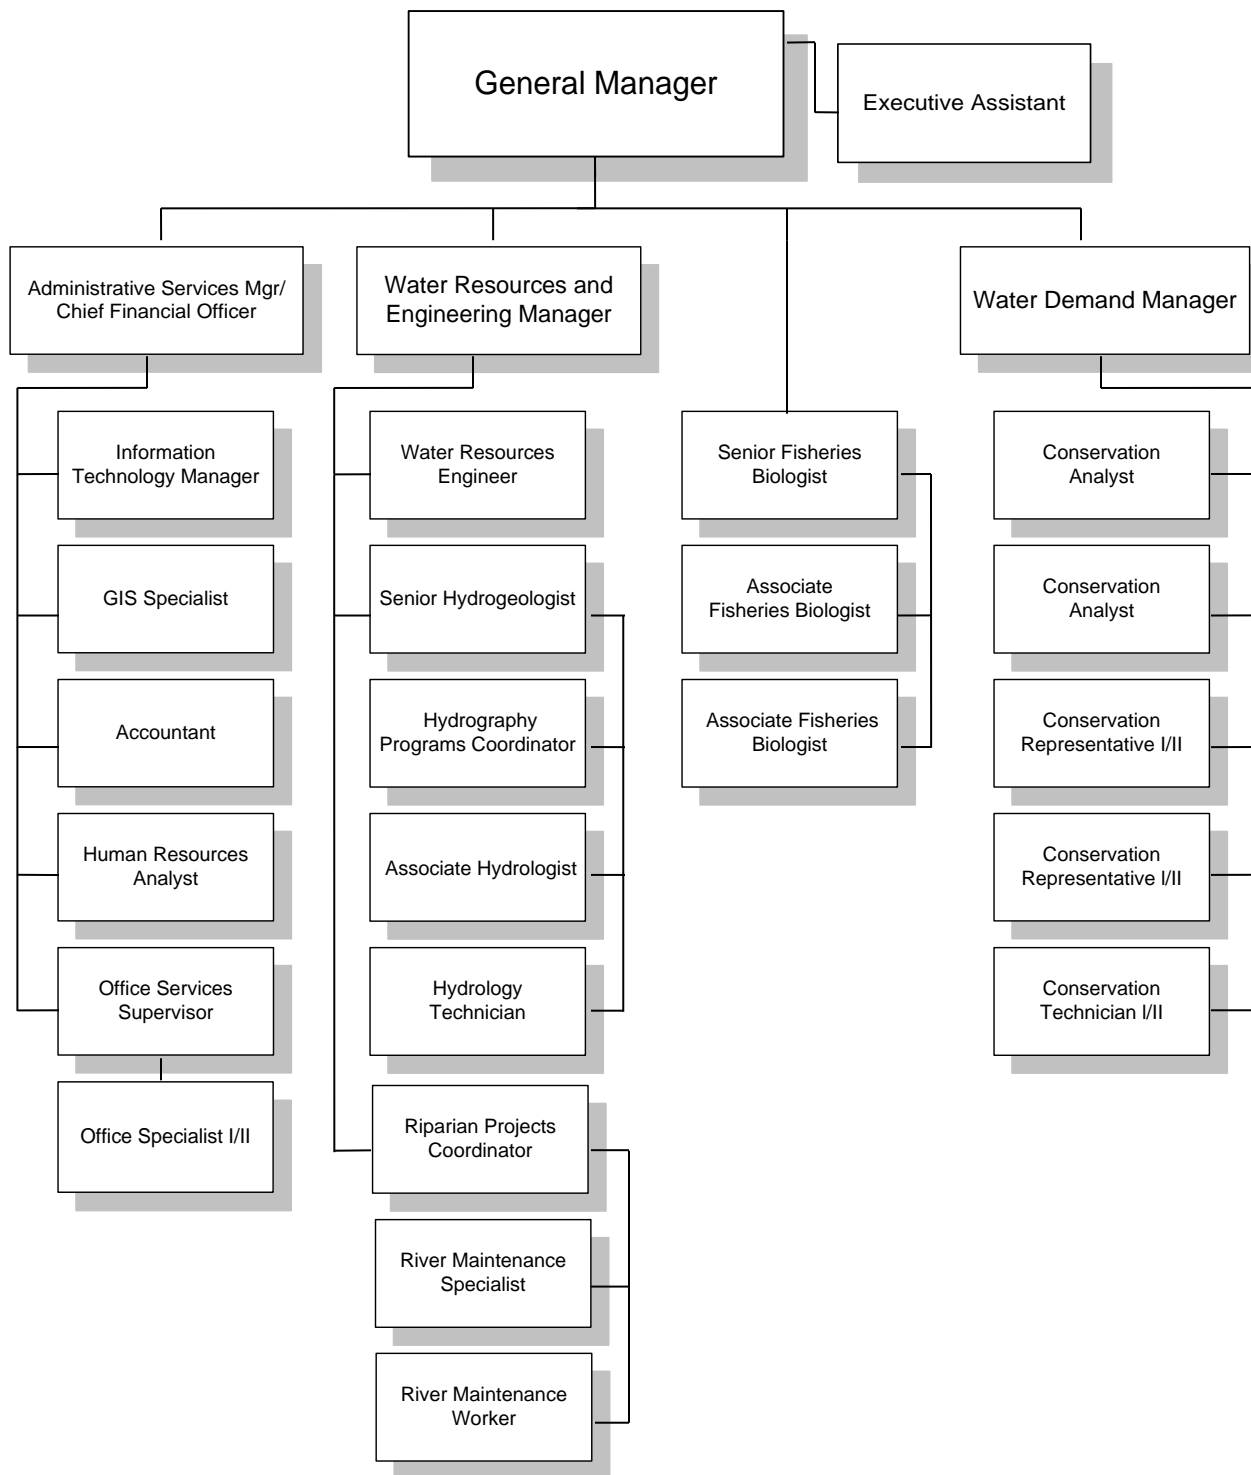 General Manager
Executive Assistant
Administrative Services Mgr/
Chief Financial Officer
Water Resources and
Engineering Manager
Water Demand Manager
Information
Technology Manager
GIS Specialist
Accountant
Human Resources
Analyst
Office Services
Supervisor
Office Specialist I/II
Water Resources
Engineer
Senior Hydrogeologist
Hydrography
Programs Coordinator
Associate Hydrologist
Hydrology
Technician
Riparian Projects
Coordinator
River Maintenance
Specialist
River Maintenance
Worker
Senior Fisheries
Biologist
Associate
Fisheries Biologist
Associate Fisheries
Biologist
Conservation
Analyst
Conservation
Analyst
Conservation
Representative I/II
Conservation
Representative I/II
Conservation
Technician I/II